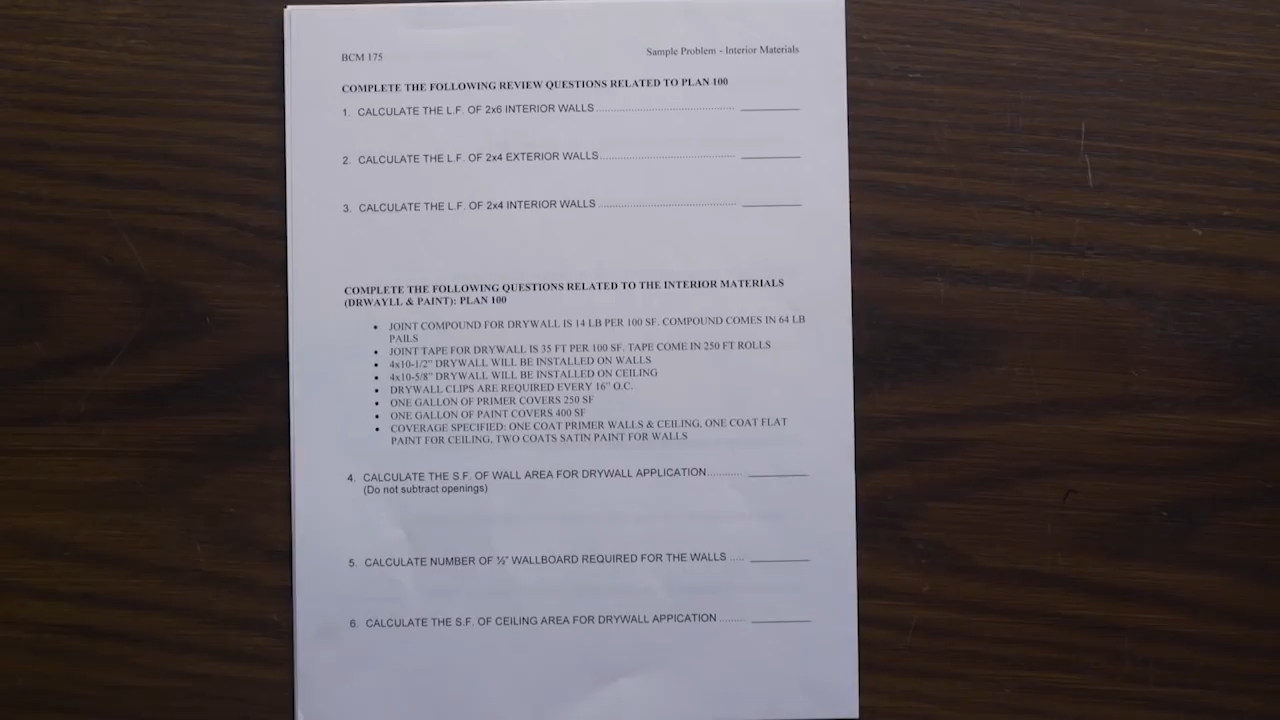 BCM 175
Sample Problem - Interior Materials
COMPLETE THE FOLLOWING REVIEW QUESTIONS RELATED TO PLAN 100
1. CALCULATE THE L.F. OF 2x6 INTERIOR WALLS
2. CALCULATE THE L.F. OF 2x4 EXTERIOR WALLS
3. CALCULATE THE L.F. OF 2x4 INTERIOR WALLS
COMPLETE THE FOLLOWING QUESTIONS RELATED TO THE INTERIOR MATERIALS
(DRWAYLL & PAINT): PLAN 100
• JOINT COMPOUND FOR DRYWALL IS 14 LB PER 100 SF. COMPOUND COMES IN 64 LB
PAILS
• JOINT TAPE FOR DRYWALL IS 35 FT PER 100 SF. TAPE COME IN 250 FT ROLLS
• 4x10-1/2" DRYWALL WILL BE INSTALLED ON WALLS
• 4x10-5/8" DRYWALL WILL BE INSTALLED ON CEILING
• DRYWALL CLIPS ARE REQUIRED EVERY 16" O.C.
• ONE GALLON OF PRIMER COVERS 250 SF
• ONE GALLON OF PAINT COVERS 400 SF
• COVERAGE SPECIFIED: ONE COAT PRIMER WALLS & CEILING, ONE COAT FLAT
PAINT FOR CEILING, TWO COATS SATIN PAINT FOR WALLS
4. CALCULATE THE S.F. OF WALL AREA FOR DRYWALL APPLICATION
(Do not subtract openings)
5. CALCULATE NUMBER OF ½" WALLBOARD REQUIRED FOR THE WALLS
6. CALCULATE THE S.F. OF CEILING AREA FOR DRYWALL APPICATION